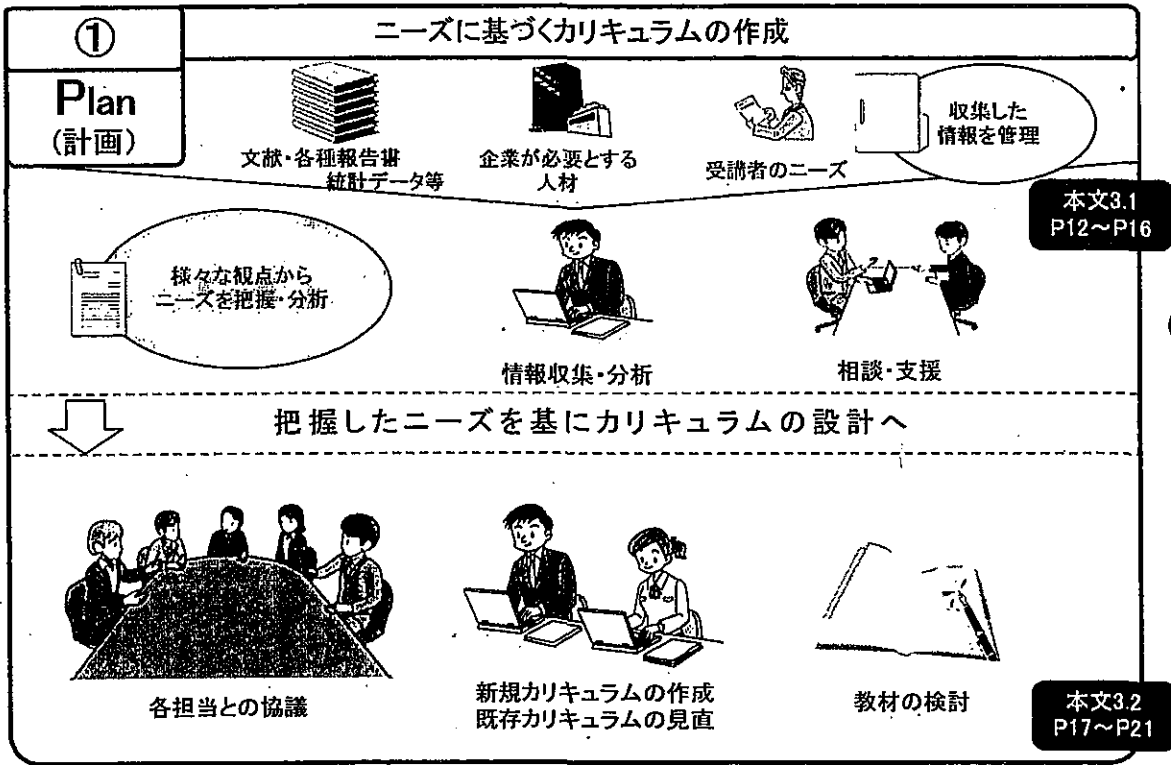 ①
ニーズに基づくカリキュラムの作成
Plan
(計画)
文献・各種報告書
統計データ等
企業が必要とする
人材
受講者のニーズ
収集した
情報を管理
本文3.1
P12～P16
様々な観点から
ニーズを把握・分析
情報収集・分析
相談・支援
把握したニーズを基にカリキュラムの設計へ
各担当との協議
新規カリキュラムの作成
既存カリキュラムの見直
教材の検討
本文3.2
P17～P21